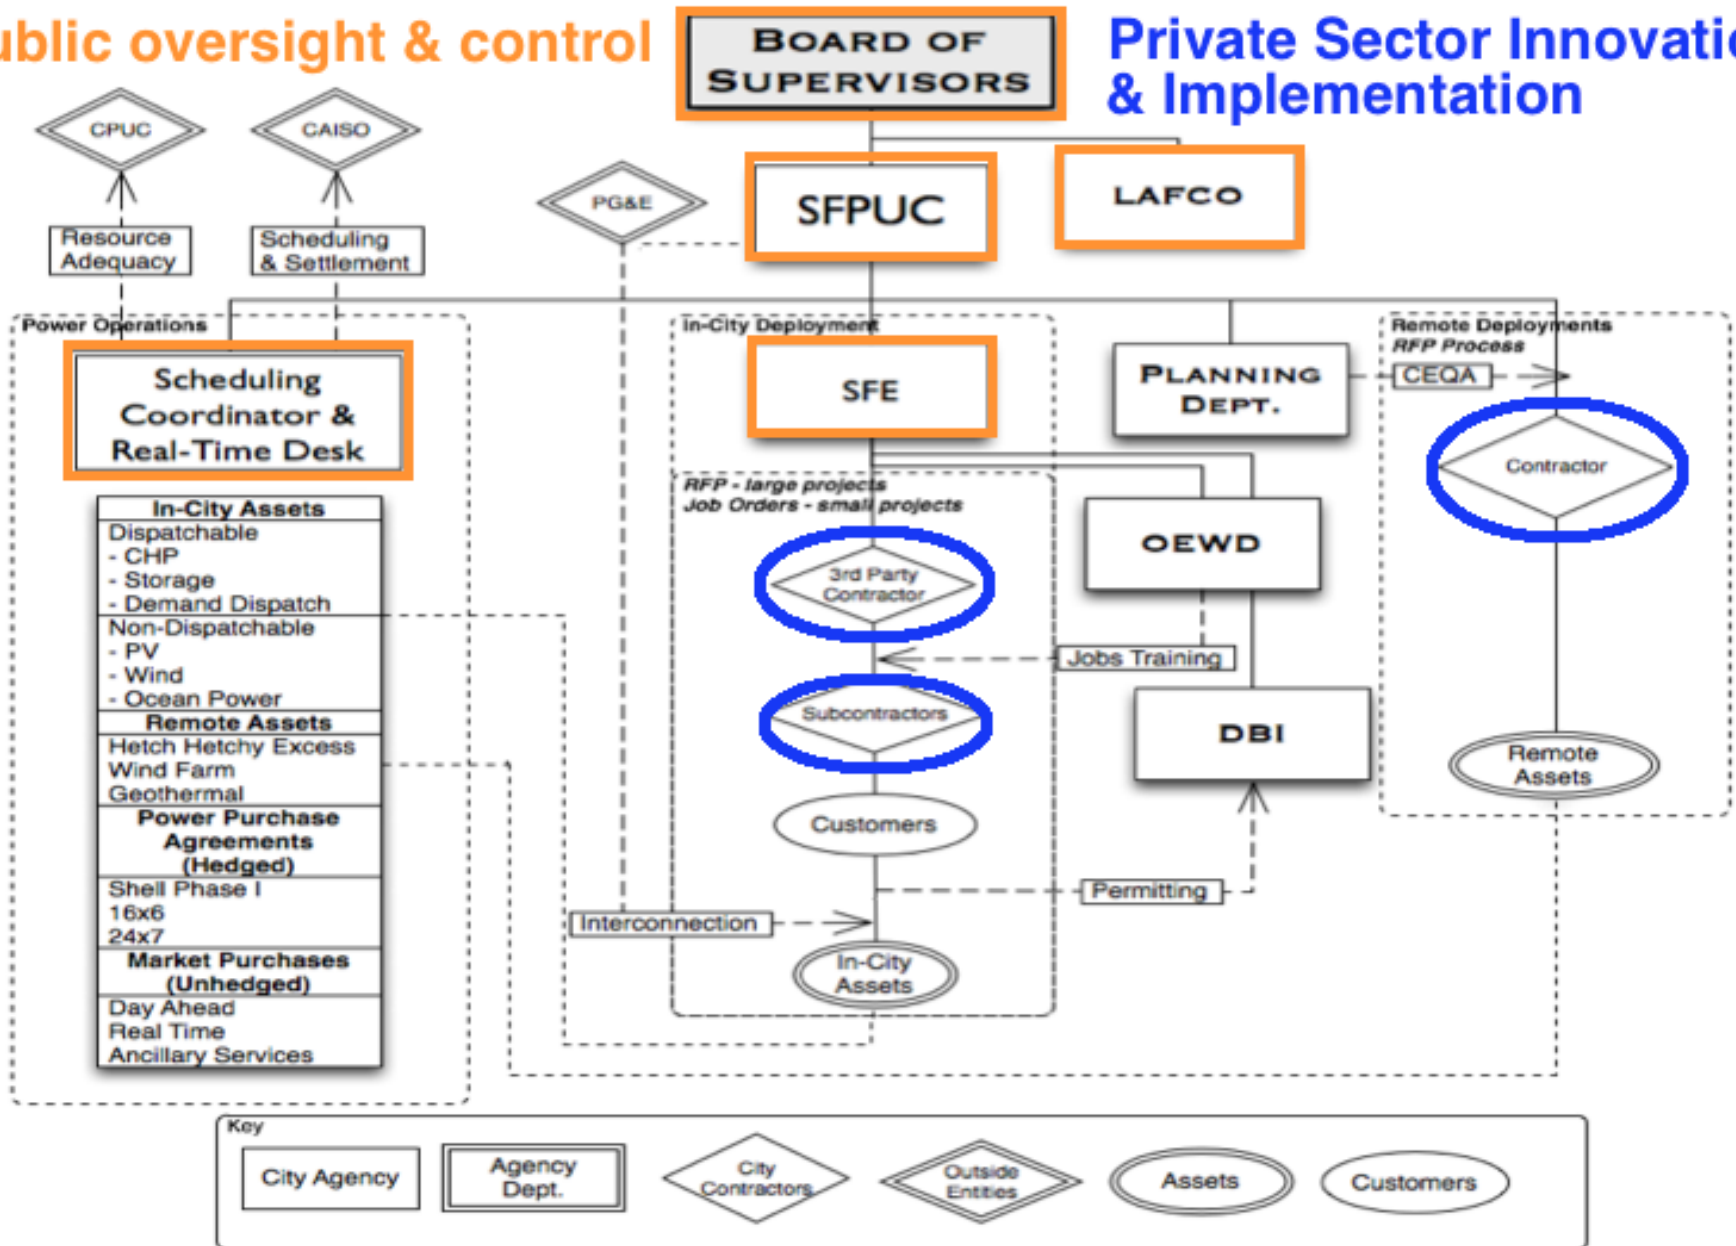 ublic oversight & control
BOARD OF
SUPERVISORS
Private Sector Innovatio
& Implementation
CPUC
CAISO
PG&E
SFPUC
LAFCO
Resource
Adequacy
Scheduling
& Settlement
Power Operations
Scheduling
Coordinator &
Real-Time Desk
In-City Deployment
SFE
PLANNING
DEPT.
Remote Deployments
RFP Process
CEQA
Contractor
RFP - large projects
Job Orders - small projects
3rd Party
Contractor
OEWD
Jobs Training
Subcontractors
DBI
Remote
Assets
Customers
Permitting
Interconnection
In-City
Assets
In-City Assets
Dispatchable
- CHP
- Storage
- Demand Dispatch
Non-Dispatchable
- PV
- Wind
- Ocean Power
Remote Assets
Hetch Hetchy Excess
Wind Farm
Geothermal
Power Purchase
Agreements
(Hedged)
Shell Phase I
16x6
24x7
Market Purchases
(Unhedged)
Day Ahead
Real Time
Ancillary Services
Key
City Agency
Agency
Dept.
City
Contractors
Outside
Entities
Assets
Customers